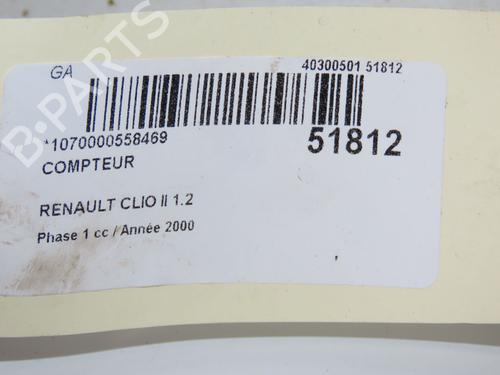 GA
40300501 51812
*1070000558469
51812
COMPTEUR
RENAULT CLIO II 1.2
Phase 1 cc / Année 2000
B-PARTS